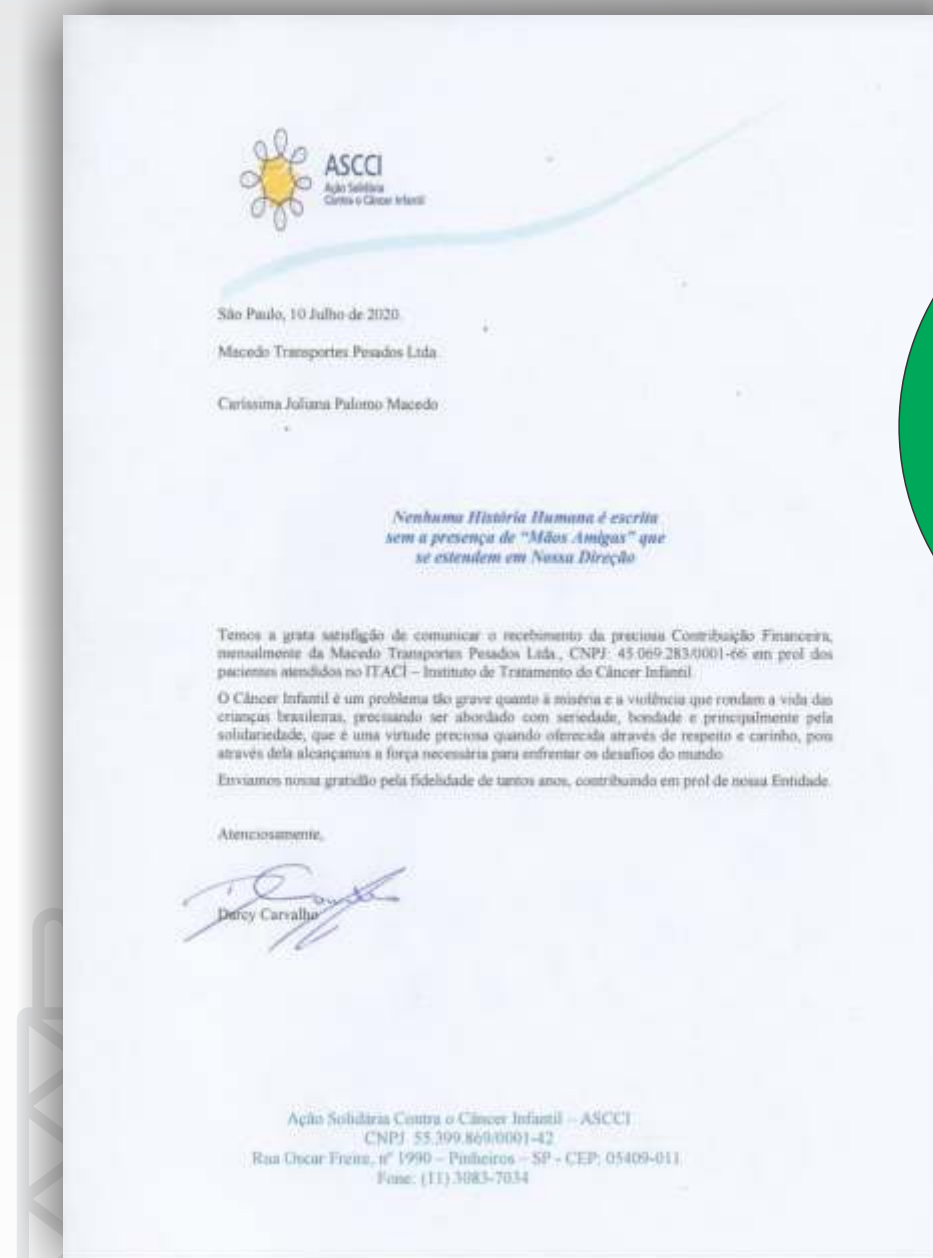 ASCCI
Ação Solidária
Contra o Câncer Infantil
São Paulo, 10 Julho de 2020.
Macedo Transportes Pesados Ltda.
Caríssima Juliana Palomo Macedo
Nenhuma História Humana é escrita
sem a presença de “Mãos Amigas” que
se estendem em Nossa Direção
Temos a grata satisfação de comunicar o recebimento da preciosa Contribuição Financeira,
mensalmente da Macedo Transportes Pesados Ltda., CNPJ: 45.069.283/0001-66 em prol dos
pacientes atendidos no ITACI – Instituto de Tratamento do Câncer Infantil.
O Câncer Infantil é um problema tão grave quanto à miséria e a violência que rondam a vida das
crianças brasileiras, precisando ser abordado com seriedade, bondade e principalmente pela
solidariedade, que é uma virtude preciosa quando oferecida através de respeito e carinho, pois
através dela alcançamos a força necessária para enfrentar os desafios do mundo.
Enviamos nossa gratidão pela fidelidade de tantos anos, contribuindo em prol de nossa Entidade.
Atenciosamente,
Darcy Carvalho
Ação Solidária Contra o Câncer Infantil – ASCCI
CNPJ 55.399.869/0001-42
Rua Oscar Freire, nº 1990 – Pinheiros – SP - CEP: 05409-011
Fone: (11) 3083-7034